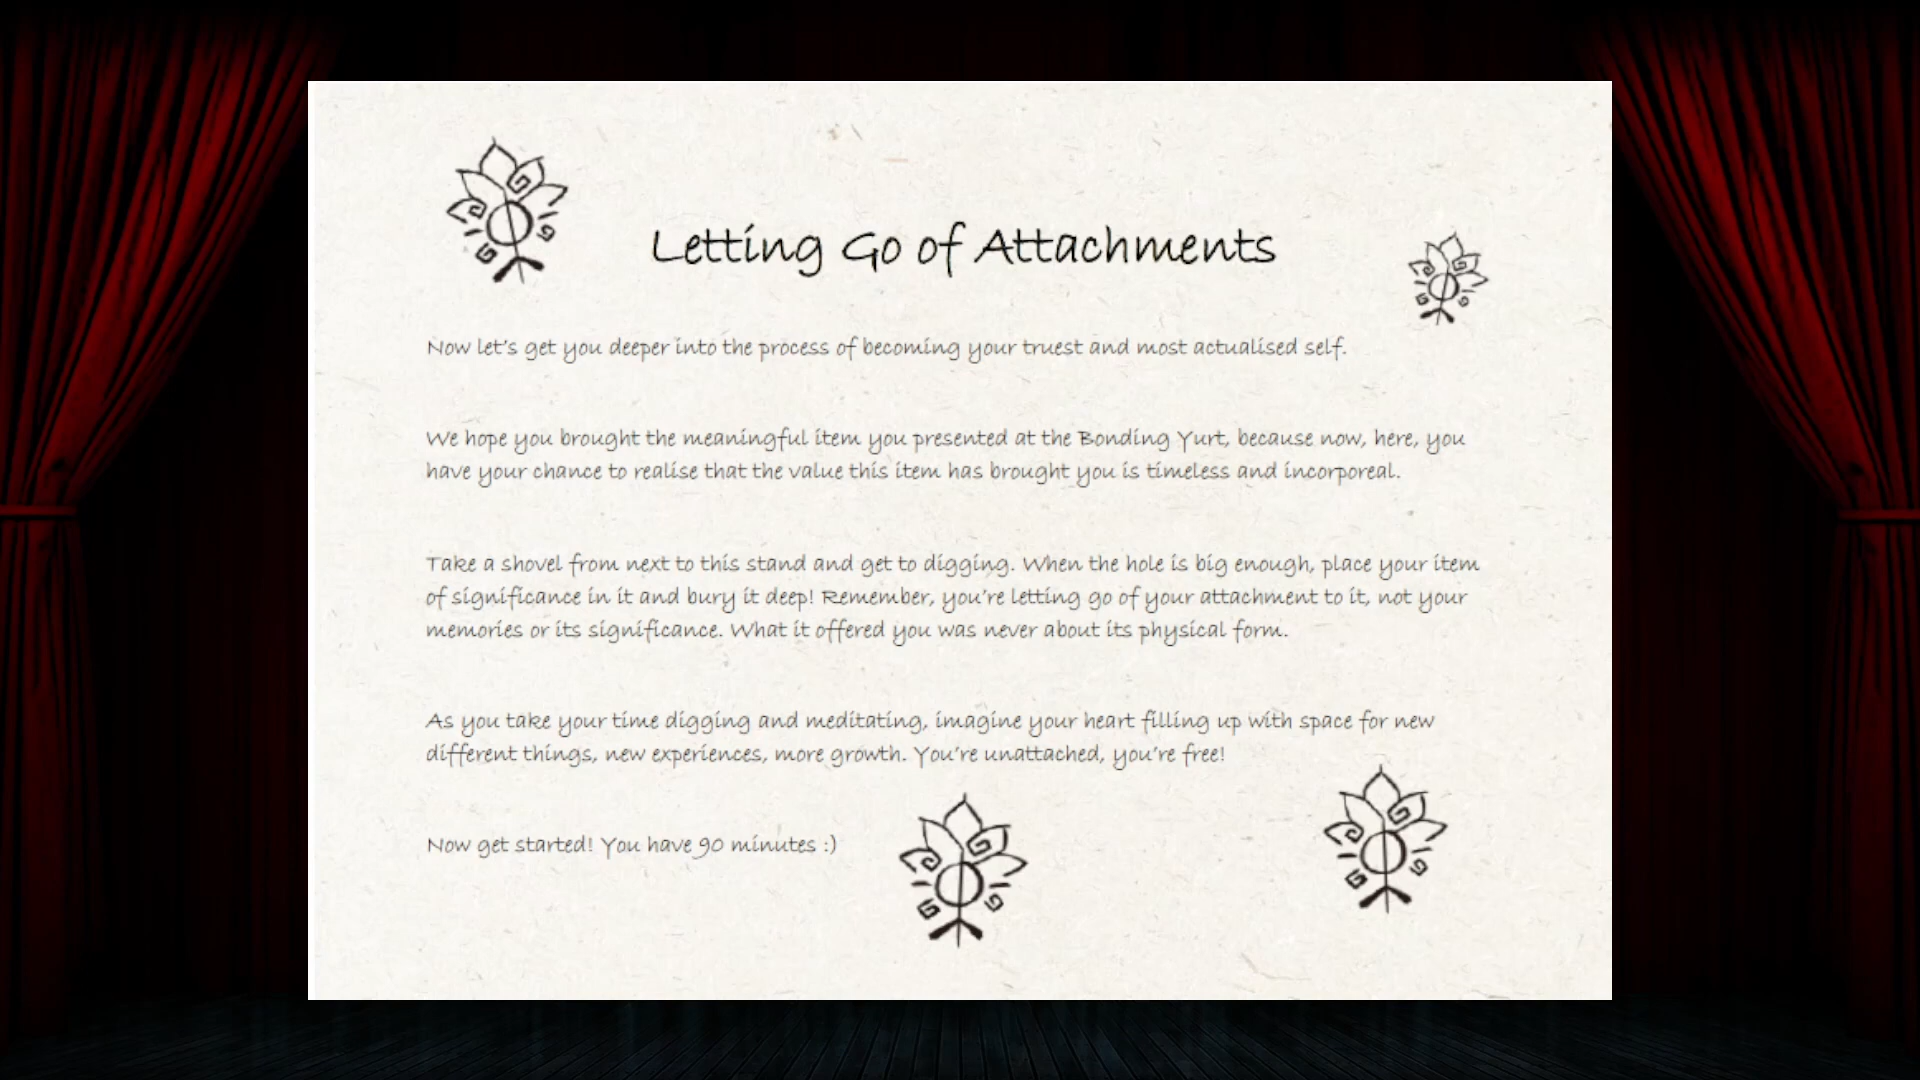 Letting Go of Attachments
Now let's get you deeper into the process of becoming your truest and most actualised self.
We hope you brought the meaningful item you presented at the Bonding Yurt, because now, here, you
have your chance to realise that the value this item has brought you is timeless and incorporeal.
Take a shovel from next to this stand and get to digging. When the hole is big enough, place your item
of significance in it and bury it deep! Remember, you're letting go of your attachment to it, not your
memories or its significance. What it offered you was never about its physical form.
As you take your time digging and meditating, imagine your heart filling up with space for new
different things, new experiences, more growth. You're unattached, you're free!
Now get started! You have 90 minutes :)